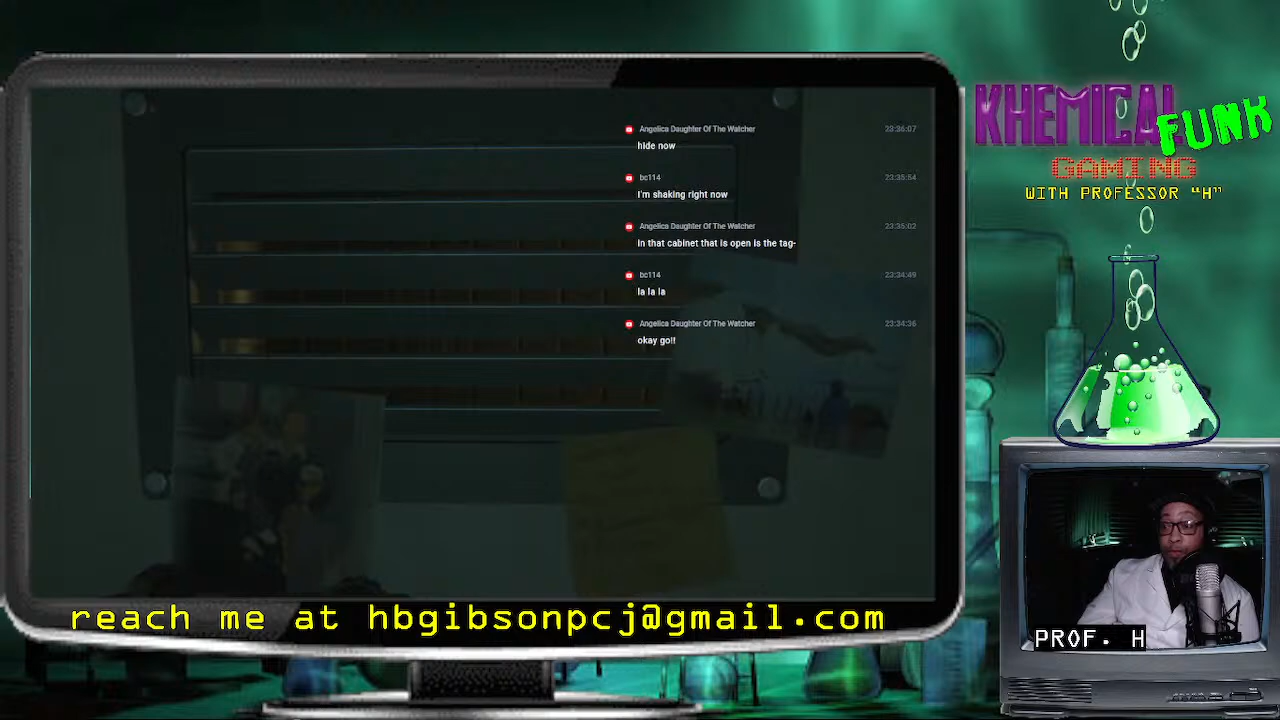 Angelica Daughter Of The Watcher 23:36:07
hide now
bc114 23:35:54
I'm shaking right now
Angelica Daughter Of The Watcher 23:35:02
in that cabinet that is open is the tag-
bc114 23:34:49
la la la
Angelica Daughter Of The Watcher 23:34:36
okay go!!
KHEMICAL
FUNK
GAMING
WITH PROFESSOR "H"
reach me at hbgibsonpcj@gmail.com
PROF. H